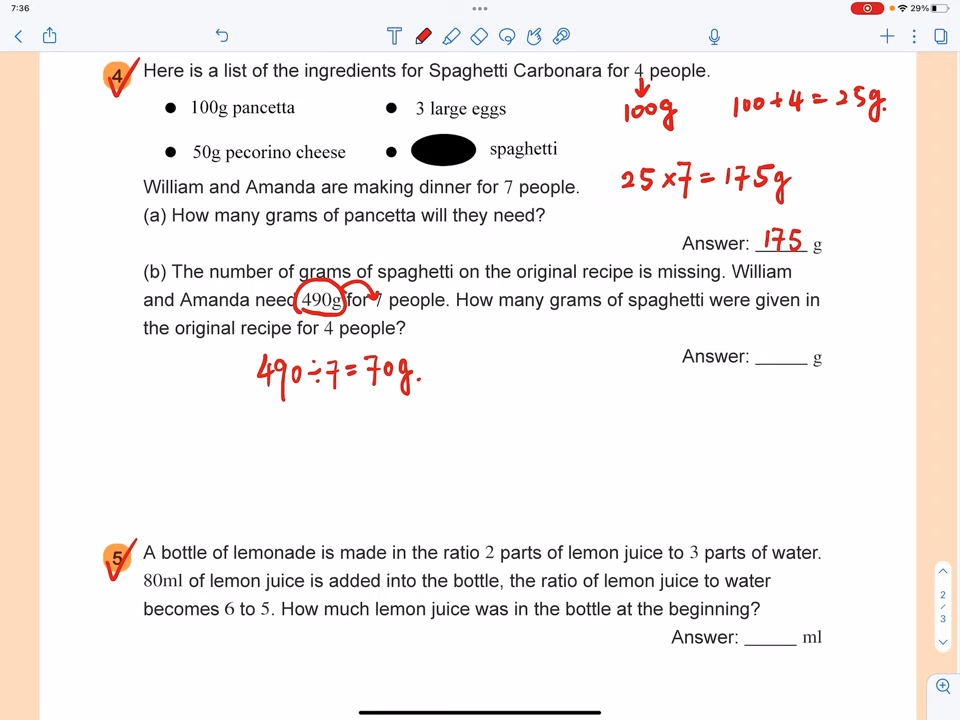 7:36
29%
4 Here is a list of the ingredients for Spaghetti Carbonara for 4 people.
● 100g pancetta ● 3 large eggs
100g 100÷4=25g.
● 50g pecorino cheese ● spaghetti
William and Amanda are making dinner for 7 people.
25×7=175g
(a) How many grams of pancetta will they need?
Answer: 175 g
(b) The number of grams of spaghetti on the original recipe is missing. William
and Amanda need 490g for 7 people. How many grams of spaghetti were given in
the original recipe for 4 people?
Answer: _____ g
490÷7=70g.
5 A bottle of lemonade is made in the ratio 2 parts of lemon juice to 3 parts of water.
80ml of lemon juice is added into the bottle, the ratio of lemon juice to water
becomes 6 to 5. How much lemon juice was in the bottle at the beginning?
Answer: _____ ml
2
/
3